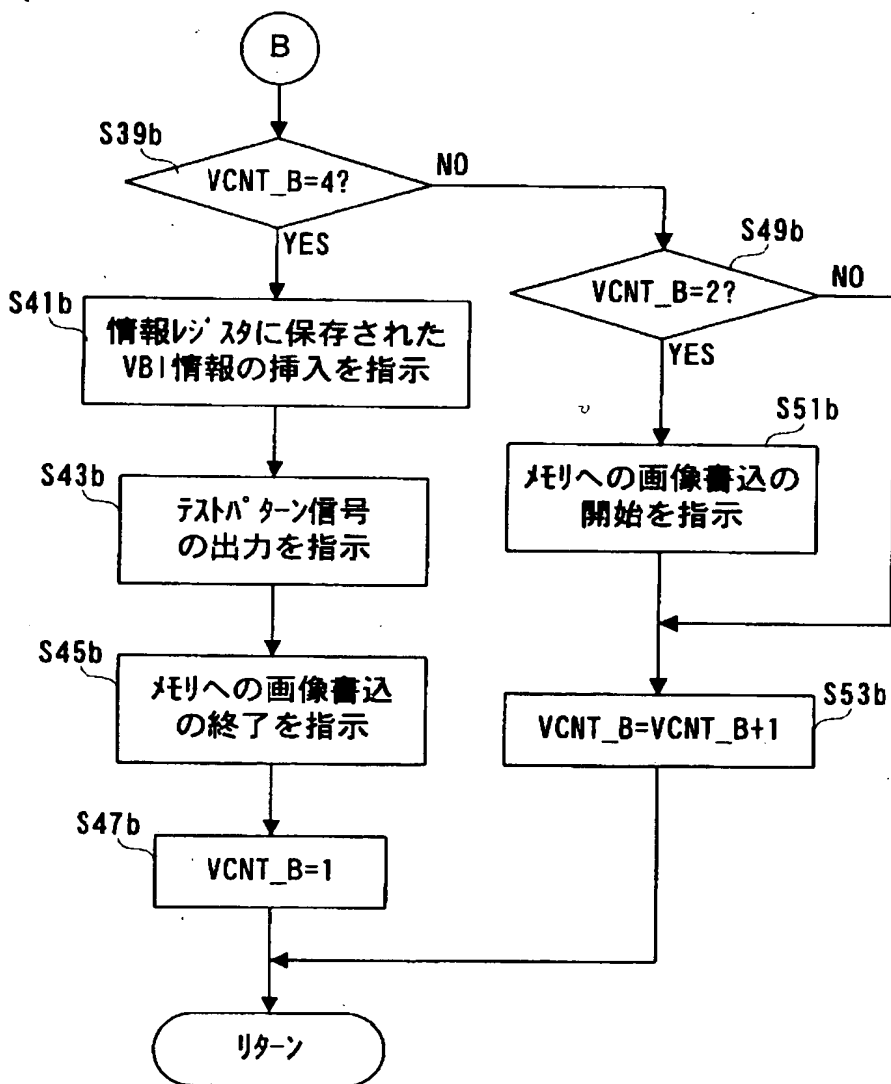 B
S39b
VCNT_B=4?
NO
YES
S41b
情報ﾚｼﾞｽﾀに保存された
VBI情報の挿入を指示
S43b
ﾃｽﾄﾊﾟﾀｰﾝ信号
の出力を指示
S45b
ﾒﾓﾘへの画像書込
の終了を指示
S47b
VCNT_B=1
S49b
VCNT_B=2?
NO
YES
S51b
ﾒﾓﾘへの画像書込の
開始を指示
S53b
VCNT_B=VCNT_B+1
ﾘﾀｰﾝ